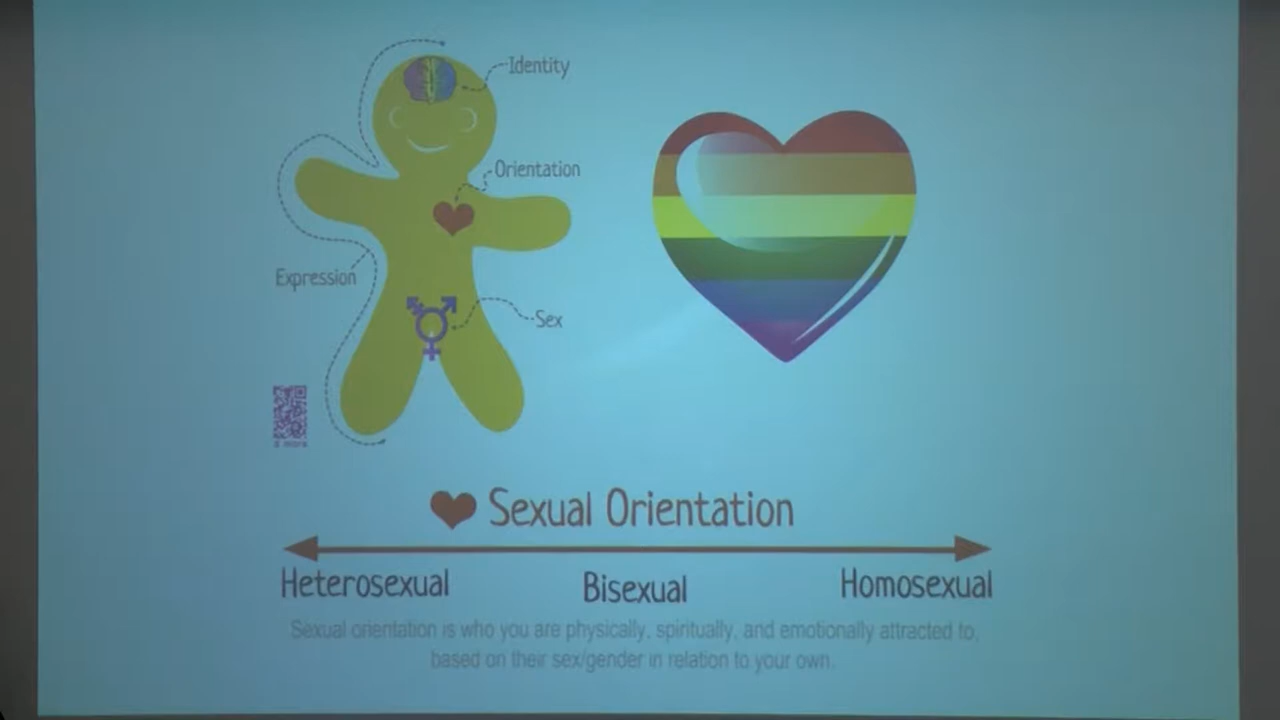 Identity
Orientation
Expression
Sex
Sexual Orientation
Heterosexual Bisexual Homosexual
Sexual orientation is who you are physically, spiritually, and emotionally attracted to,
based on their sex/gender in relation to your own.